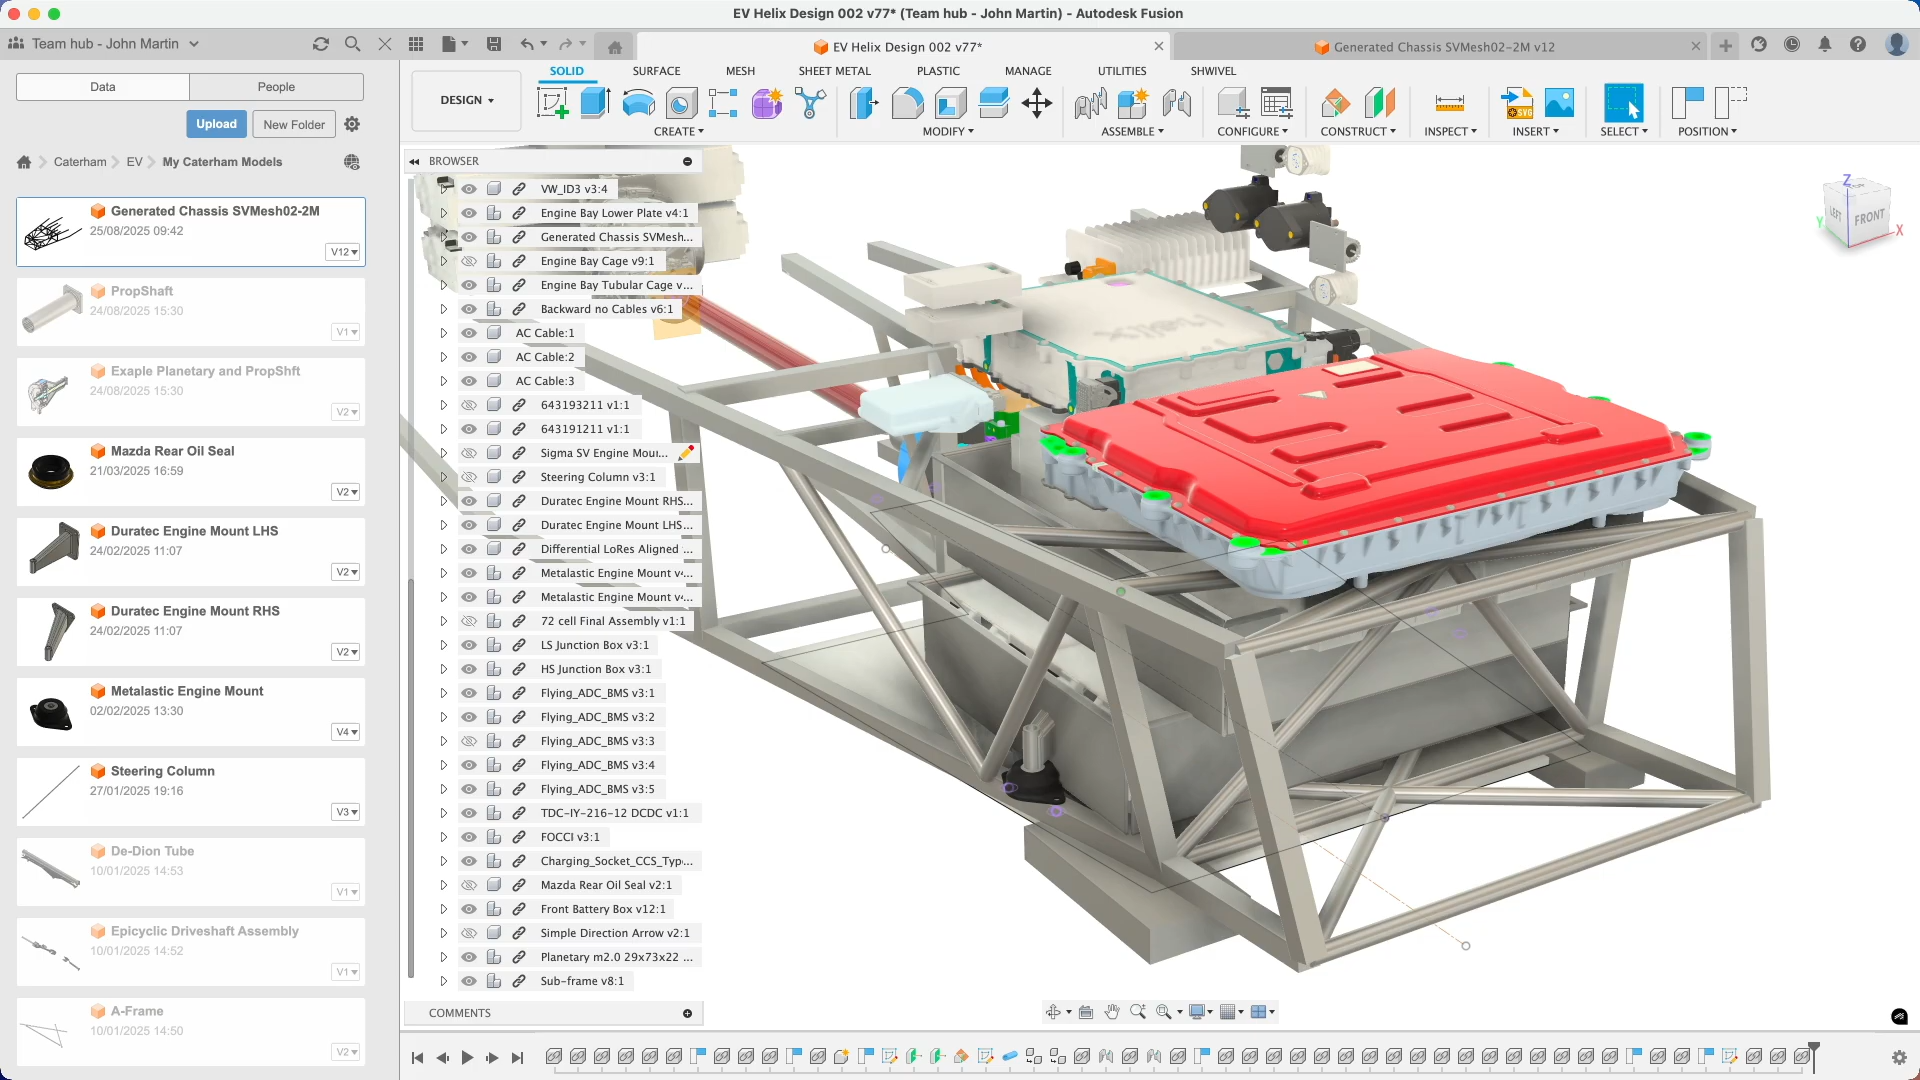 EV Helix Design 002 v77* (Team hub - John Martin) - Autodesk Fusion
Team hub - John Martin
EV Helix Design 002 v77*
Generated Chassis SVMesh02-2M v12
Data
People
Upload
New Folder
Caterham
EV
My Caterham Models
DESIGN
SOLID
SURFACE
MESH
SHEET METAL
PLASTIC
MANAGE
UTILITIES
SHWIVEL
CREATE
MODIFY
ASSEMBLE
CONFIGURE
CONSTRUCT
INSPECT
INSERT
SELECT
POSITION
SVG
Generated Chassis SVMesh02-2M
25/08/2025 09:42
V12
PropShaft
24/08/2025 15:30
V1
Exaple Planetary and PropShft
24/08/2025 15:30
V2
Mazda Rear Oil Seal
21/03/2025 16:59
V2
Duratec Engine Mount LHS
24/02/2025 11:07
V2
Duratec Engine Mount RHS
24/02/2025 11:07
V2
Metalastic Engine Mount
02/02/2025 13:30
V4
Steering Column
27/01/2025 19:16
V3
De-Dion Tube
10/01/2025 14:53
V1
Epicyclic Driveshaft Assembly
10/01/2025 14:52
V1
A-Frame
10/01/2025 14:50
V2
BROWSER
VW_ID3 v3:4
Engine Bay Lower Plate v4:1
Generated Chassis SVMesh...
Engine Bay Cage v9:1
Engine Bay Tubular Cage v...
Backward no Cables v6:1
AC Cable:1
AC Cable:2
AC Cable:3
643193211 v1:1
643191211 v1:1
Sigma SV Engine Mou...
Steering Column v3:1
Duratec Engine Mount RHS...
Duratec Engine Mount LHS...
Differential LoRes Aligned ...
Metalastic Engine Mount v4...
Metalastic Engine Mount v4...
72 cell Final Assembly v1:1
LS Junction Box v3:1
HS Junction Box v3:1
Flying_ADC_BMS v3:1
Flying_ADC_BMS v3:2
Flying_ADC_BMS v3:3
Flying_ADC_BMS v3:4
Flying_ADC_BMS v3:5
TDC-IY-216-12 DCDC v1:1
FOCCI v3:1
Charging_Socket_CCS_Typ...
Mazda Rear Oil Seal v2:1
Front Battery Box v12:1
Simple Direction Arrow v2:1
Planetary m2.0 29x73x22 ...
Sub-frame v8:1
COMMENTS
Helix
Z
LEFT
FRONT
Y
X